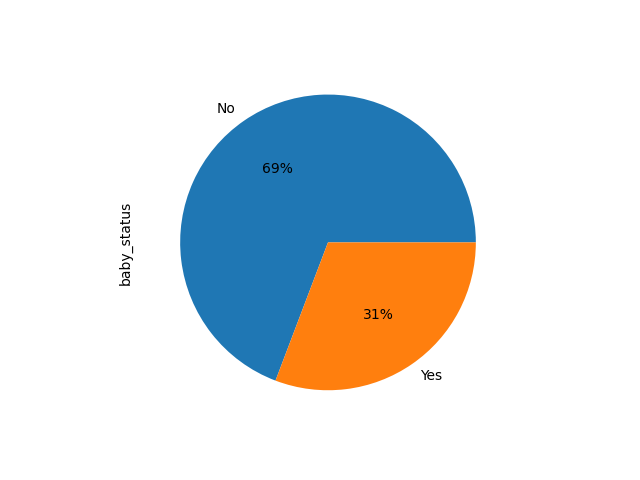 No
69%
baby_status
31%
Yes